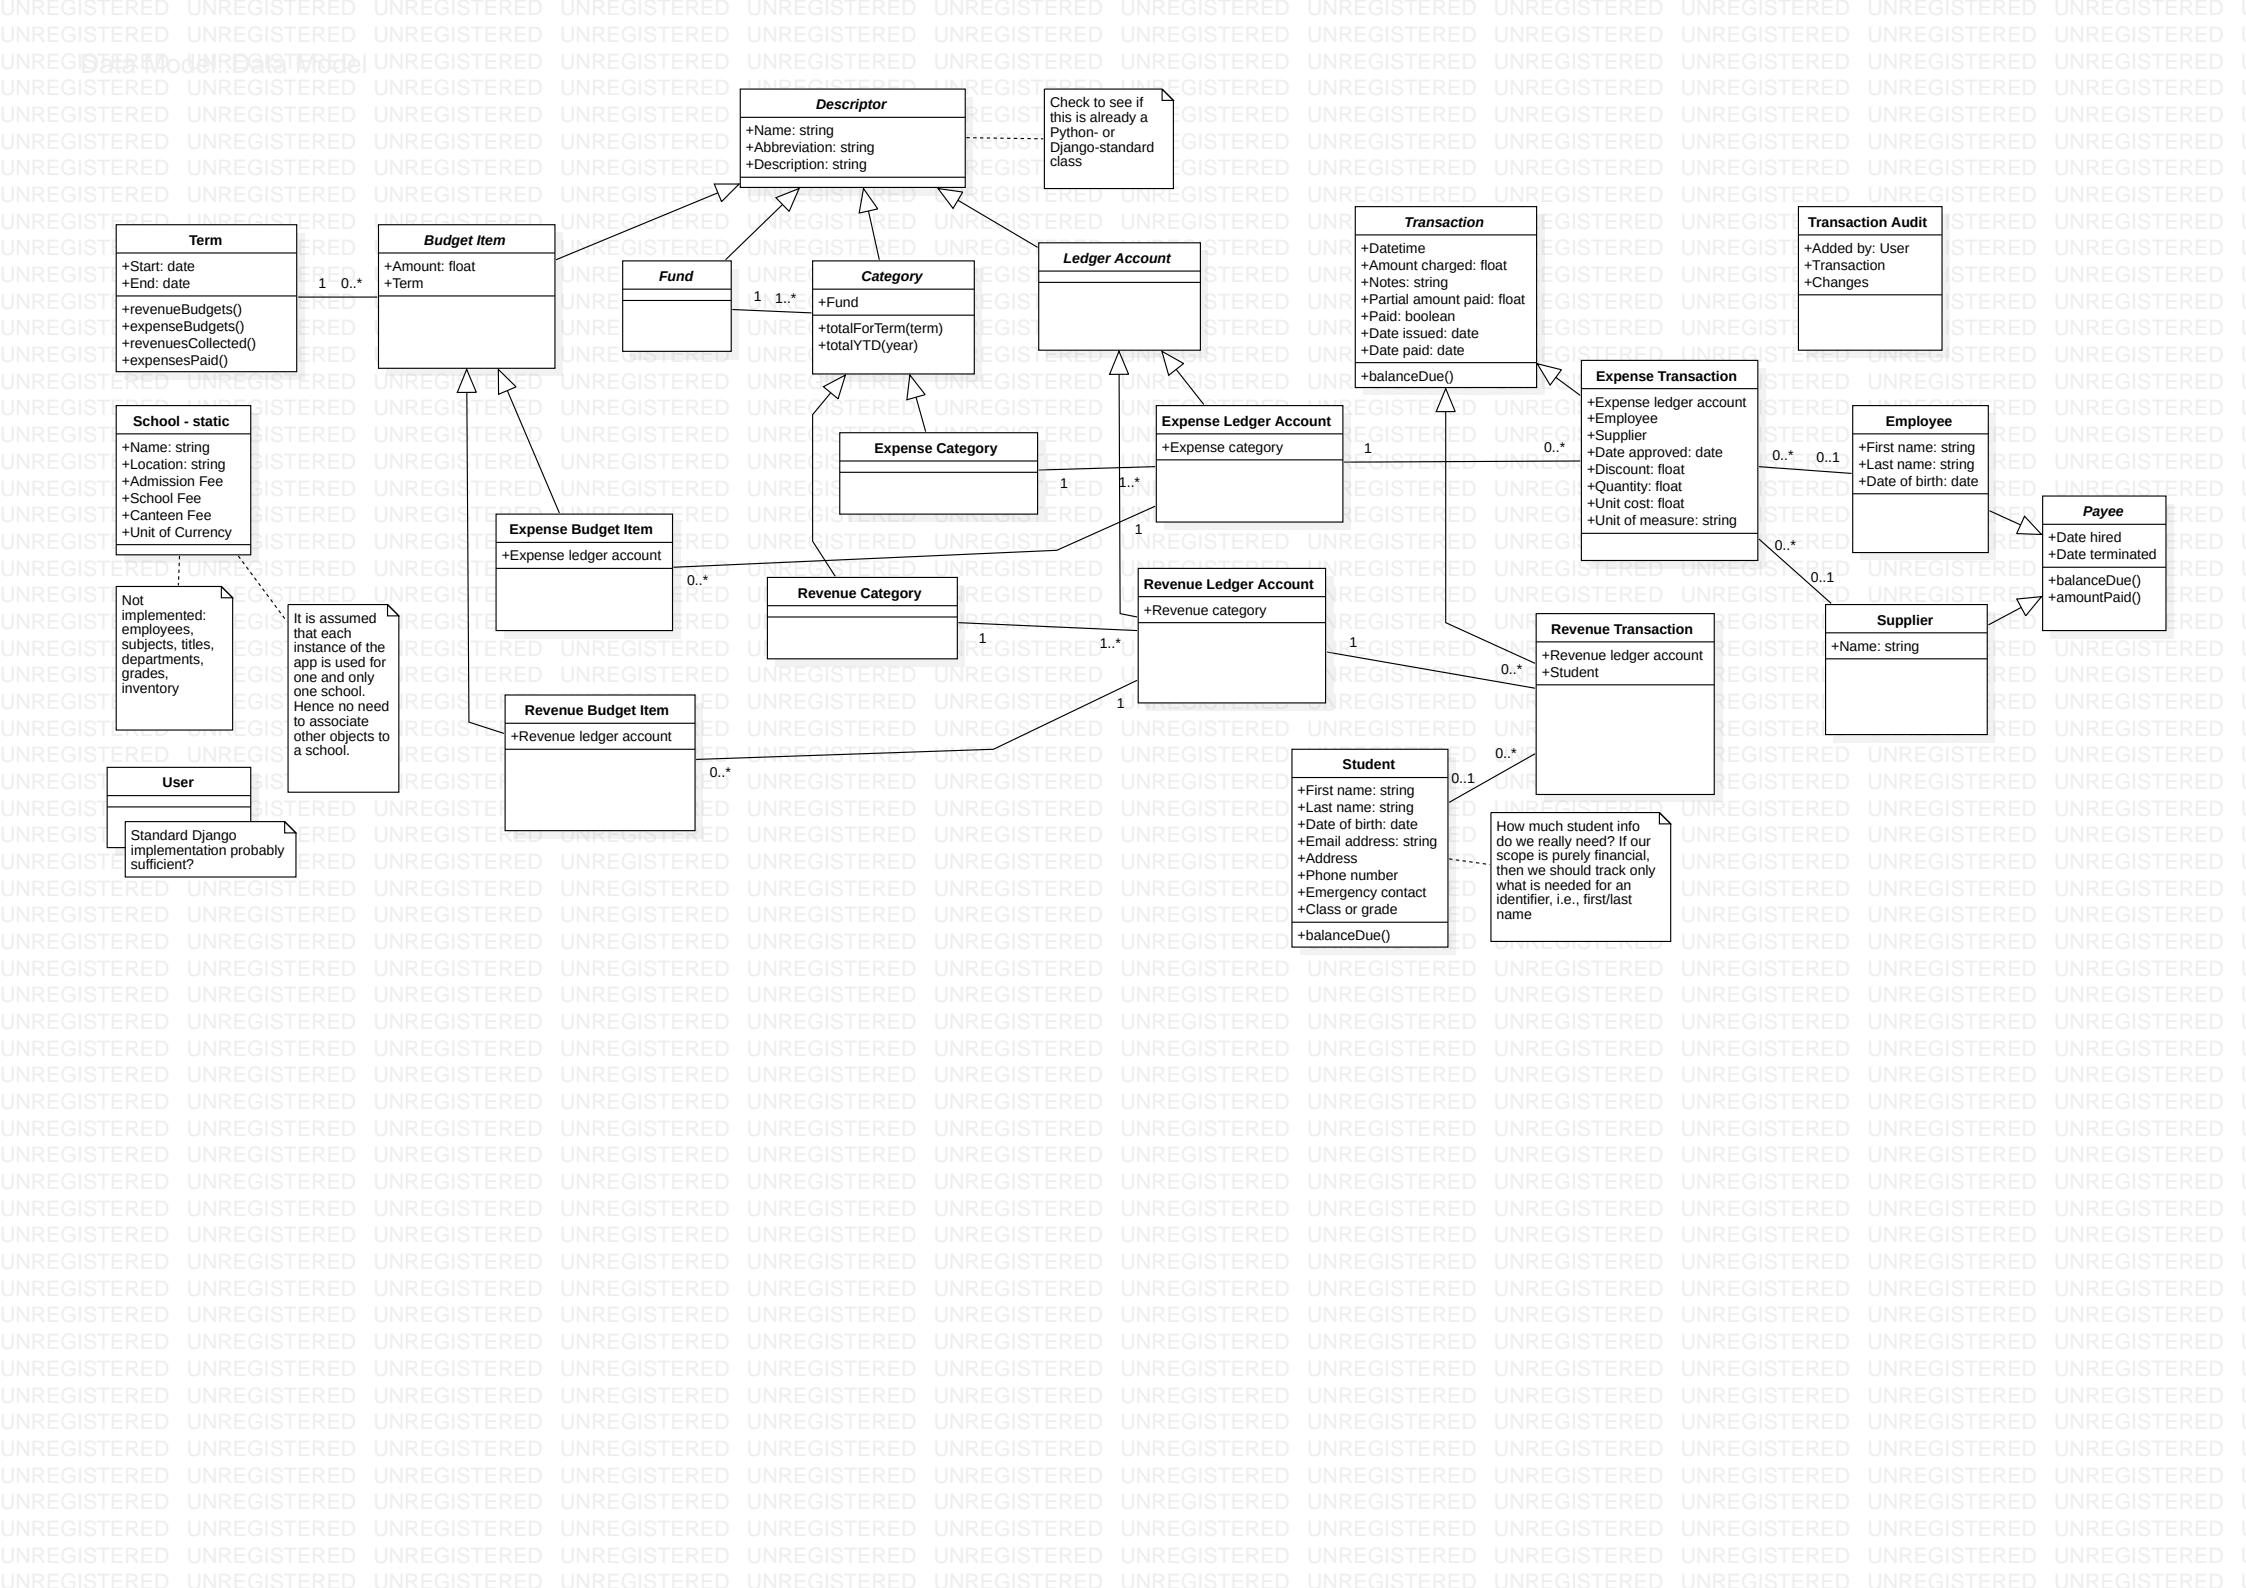 Data Model::Data Model
UNREGISTERED
Descriptor
+Name: string
+Abbreviation: string
+Description: string
Check to see if
this is already a
Python- or
Django-standard
class
Term
+Start: date
+End: date
+revenueBudgets()
+expenseBudgets()
+revenuesCollected()
+expensesPaid()
1
0..*
Budget Item
+Amount: float
+Term
Fund
1
1..*
Category
+Fund
+totalForTerm(term)
+totalYTD(year)
Ledger Account
Transaction
+Datetime
+Amount charged: float
+Notes: string
+Partial amount paid: float
+Paid: boolean
+Date issued: date
+Date paid: date
+balanceDue()
Transaction Audit
+Added by: User
+Transaction
+Changes
School - static
+Name: string
+Location: string
+Admission Fee
+School Fee
+Canteen Fee
+Unit of Currency
Expense Category
1
1..*
Expense Ledger Account
+Expense category
1
0..*
Expense Transaction
+Expense ledger account
+Employee
+Supplier
+Date approved: date
+Discount: float
+Quantity: float
+Unit cost: float
+Unit of measure: string
0..*
0..1
Employee
+First name: string
+Last name: string
+Date of birth: date
Payee
+Date hired
+Date terminated
+balanceDue()
+amountPaid()
Expense Budget Item
+Expense ledger account
0..*
1
0..*
0..1
Supplier
+Name: string
Not
implemented:
employees,
subjects, titles,
departments,
grades,
inventory
It is assumed
that each
instance of the
app is used for
one and only
one school.
Hence no need
to associate
other objects to
a school.
Revenue Category
1
1..*
Revenue Ledger Account
+Revenue category
1
0..*
Revenue Transaction
+Revenue ledger account
+Student
Revenue Budget Item
+Revenue ledger account
0..*
1
User
Standard Django
implementation probably
sufficient?
Student
+First name: string
+Last name: string
+Date of birth: date
+Email address: string
+Address
+Phone number
+Emergency contact
+Class or grade
+balanceDue()
0..1
0..*
How much student info
do we really need? If our
scope is purely financial,
then we should track only
what is needed for an
identifier, i.e., first/last
name